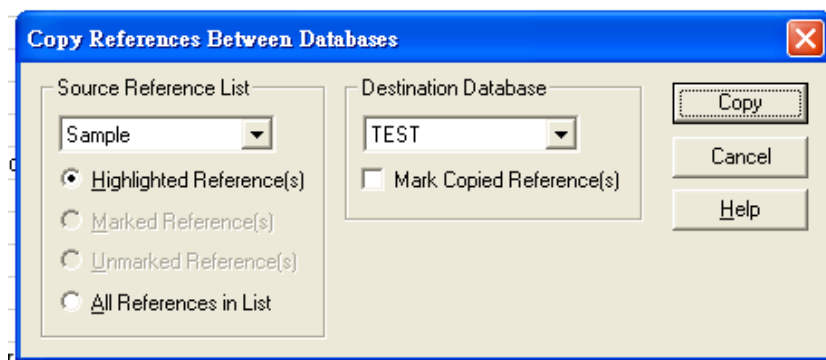 Copy References Between Databases
Source Reference List
Sample
Highlighted Reference(s)
Marked Reference(s)
Unmarked Reference(s)
All References in List
Destination Database
TEST
Mark Copied Reference(s)
Copy
Cancel
Help